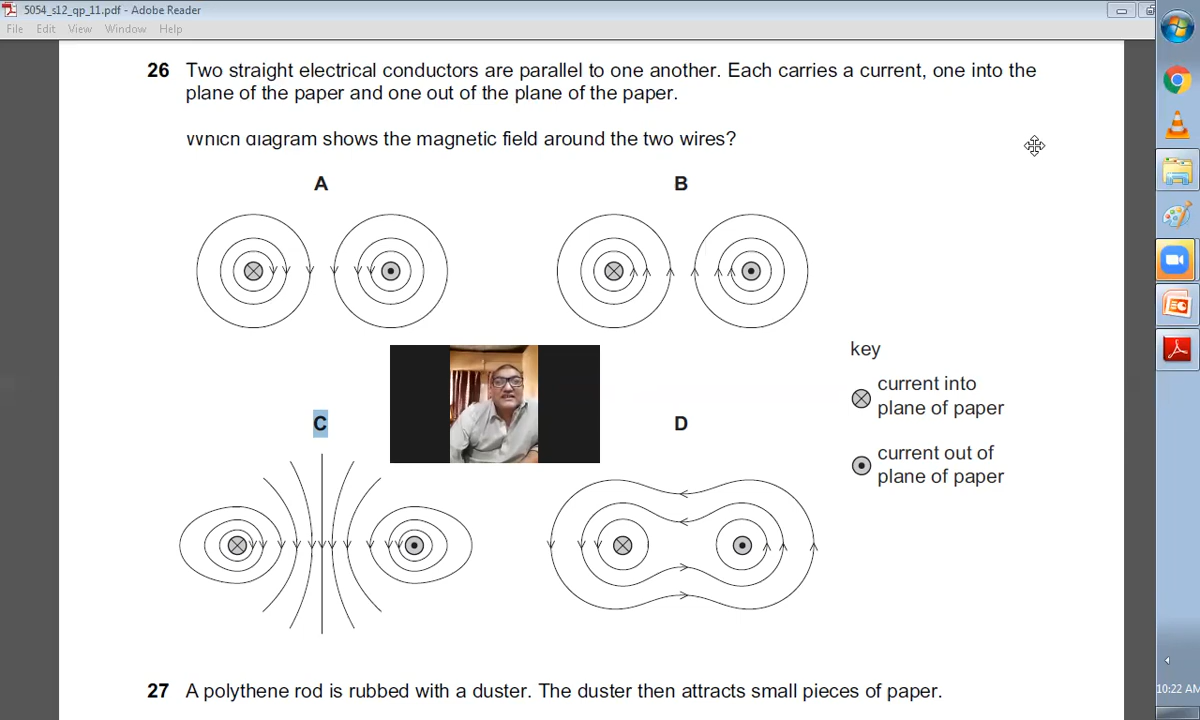 5054_s12_qp_11.pdf - Adobe Reader
File Edit View Window Help
26 Two straight electrical conductors are parallel to one another. Each carries a current, one into the
plane of the paper and one out of the plane of the paper.
Which diagram shows the magnetic field around the two wires?
A B
key
current into
plane of paper
C D
current out of
plane of paper
27 A polythene rod is rubbed with a duster. The duster then attracts small pieces of paper.
10:22 AM